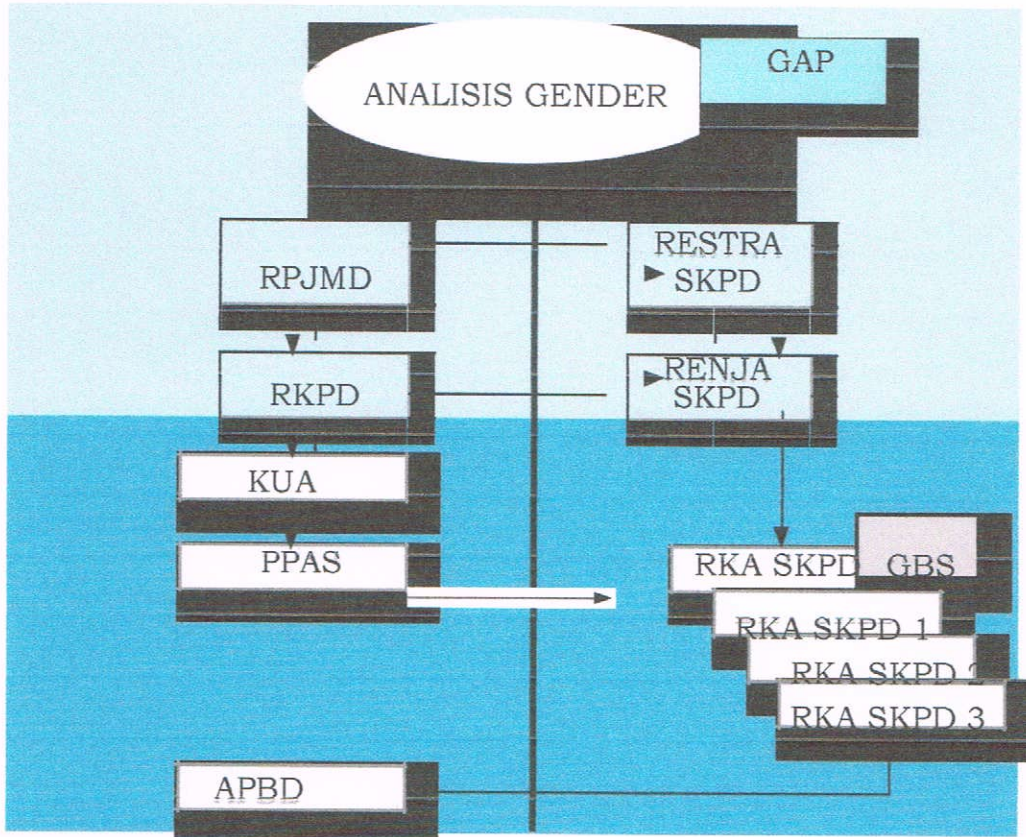 ANALISIS GENDER
GAP
RPJMD
RESTRA
SKPD
RKPD
RENJA
SKPD
KUA
PPAS
RKA SKPD
GBS
RKA SKPD 1
RKA SKPD 2
RKA SKPD 3
APBD